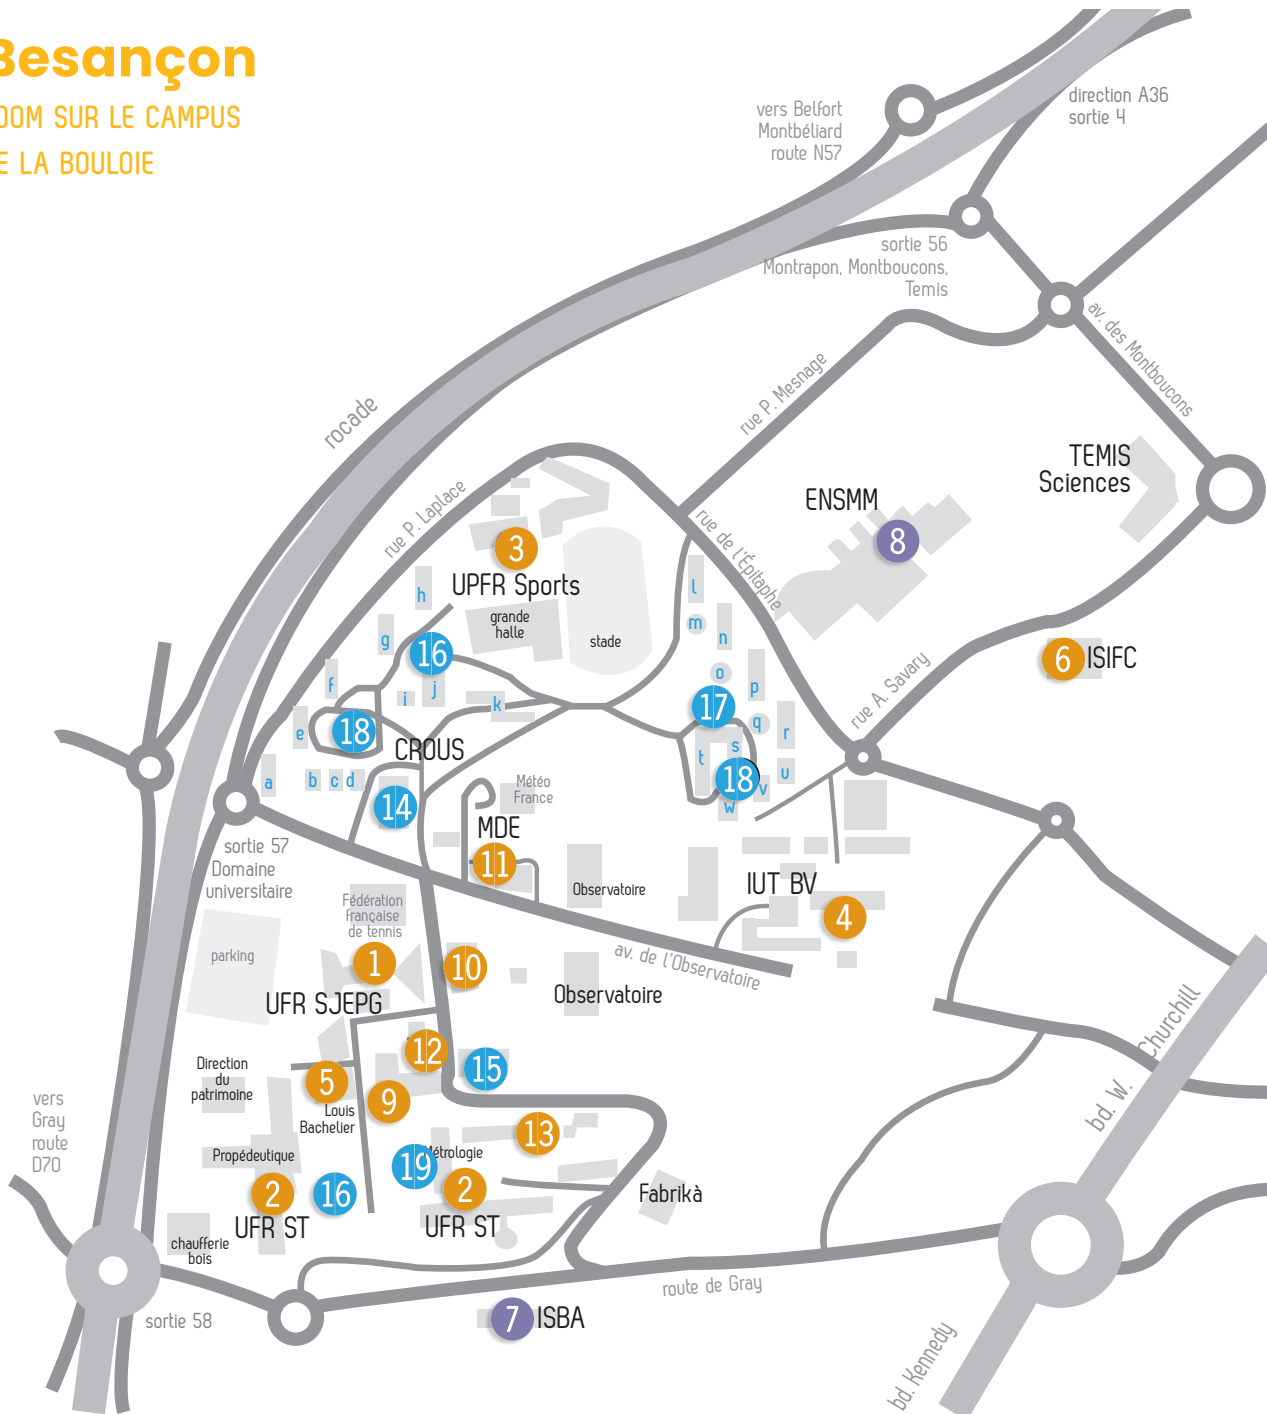 Besançon
OOM SUR LE CAMPUS
E LA BOULOIE
vers Belfort
Montbéliard
route N57
direction A36
sortie 4
sortie 56
Montrapon, Montboucons,
Temis
av. des Montboucons
rue P. Mesnage
rocade
rue P. Laplace
rue de l'Épitaphe
TEMIS
Sciences
ENSMM
8
3
UPFR Sports
grande
halle
stade
h
g
16
f
i
j
k
e
18
CROUS
a
b
c
d
14
l
m
n
o
p
17
q
r
s
t
u
18
v
w
6
ISIFC
rue A. Savary
Météo
France
MDE
11
sortie 57
Domaine
universitaire
Observatoire
IUT BV
4
Fédération
française
de tennis
parking
1
10
UFR SJEPG
av. de l'Observatoire
Observatoire
12
15
Direction
du
patrimoine
5
9
Louis
Bachelier
13
vers
Gray
route
D70
Propédeutique
19
Métrologie
2
16
2
UFR ST
UFR ST
Fabrikà
chaufferie
bois
bd. W. Churchill
route de Gray
sortie 58
7
ISBA
bd. Kennedy